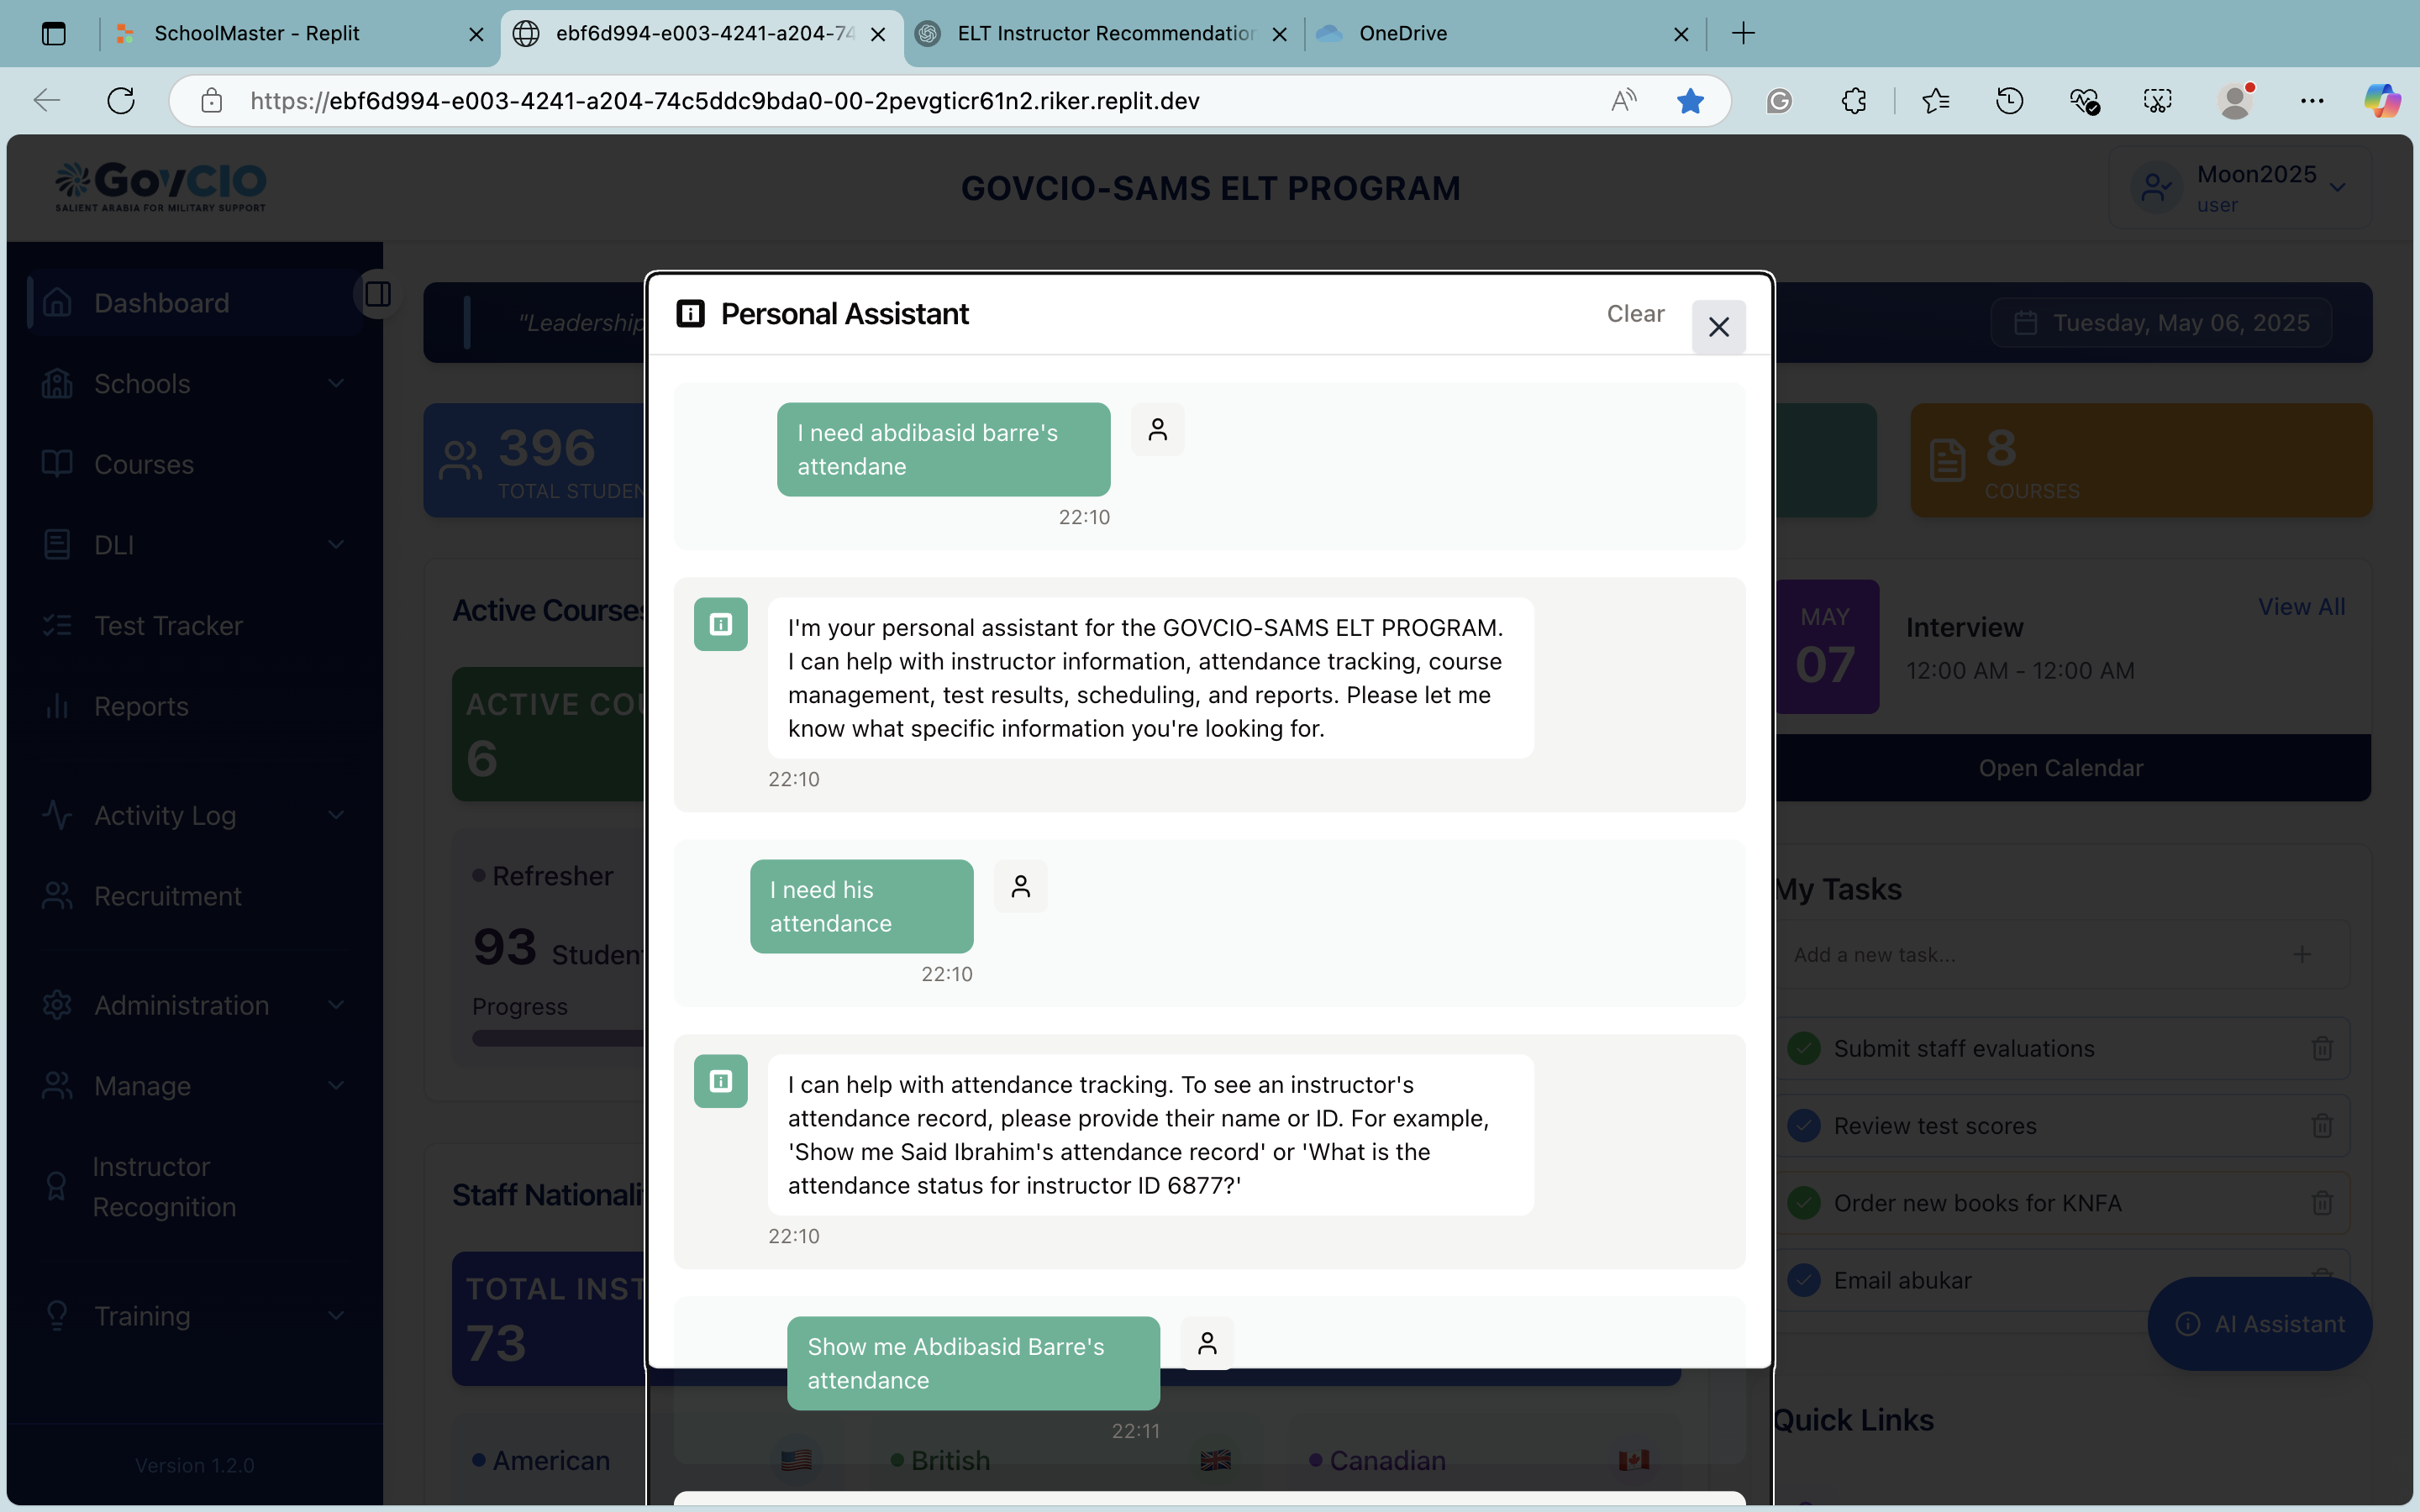 SchoolMaster - Replit
ebf6d994-e003-4241-a204-74
ELT Instructor Recommendation
OneDrive
https://ebf6d994-e003-4241-a204-74c5ddc9bda0-00-2pevgticr61n2.riker.replit.dev
GovCIO
SALIENT ARABIA FOR MILITARY SUPPORT
GOVCIO-SAMS ELT PROGRAM
Moon2025
user
Dashboard
Schools
Courses
DLI
Test Tracker
Reports
Activity Log
Recruitment
Administration
Manage
Instructor
Recognition
Training
Version 1.2.0
"Leadership
Tuesday, May 06, 2025
396
TOTAL STUDEN
8
COURSES
Active Courses
ACTIVE COU
6
Refresher
93 Studen
Progress
Staff Nationali
TOTAL INST
73
American
British
Canadian
Personal Assistant
Clear
I need abdibasid barre's
attendane
22:10
I'm your personal assistant for the GOVCIO-SAMS ELT PROGRAM.
I can help with instructor information, attendance tracking, course
management, test results, scheduling, and reports. Please let me
know what specific information you're looking for.
22:10
I need his
attendance
22:10
I can help with attendance tracking. To see an instructor's
attendance record, please provide their name or ID. For example,
'Show me Said Ibrahim's attendance record' or 'What is the
attendance status for instructor ID 6877?'
22:10
Show me Abdibasid Barre's
attendance
22:11
MAY
07
Interview
12:00 AM - 12:00 AM
View All
Open Calendar
My Tasks
Add a new task...
Submit staff evaluations
Review test scores
Order new books for KNFA
Email abukar
AI Assistant
Quick Links